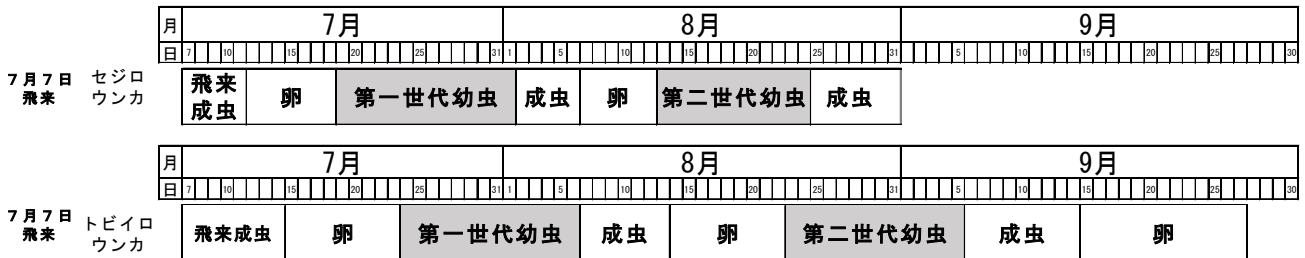 月 7月 8月 9月
日 7 10 15 20 25 31 1 5 10 15 20 25 31 5 10 15 20 25 30
7月7日 飛来 セジロ ウンカ 飛来 成虫 卵 第一世代幼虫 成虫 卵 第二世代幼虫 成虫
月 7月 8月 9月
日 7 10 15 20 25 31 1 5 10 15 20 25 31 5 10 15 20 25 30
7月7日 飛来 トビイロ ウンカ 飛来成虫 卵 第一世代幼虫 成虫 卵 第二世代幼虫 成虫 卵